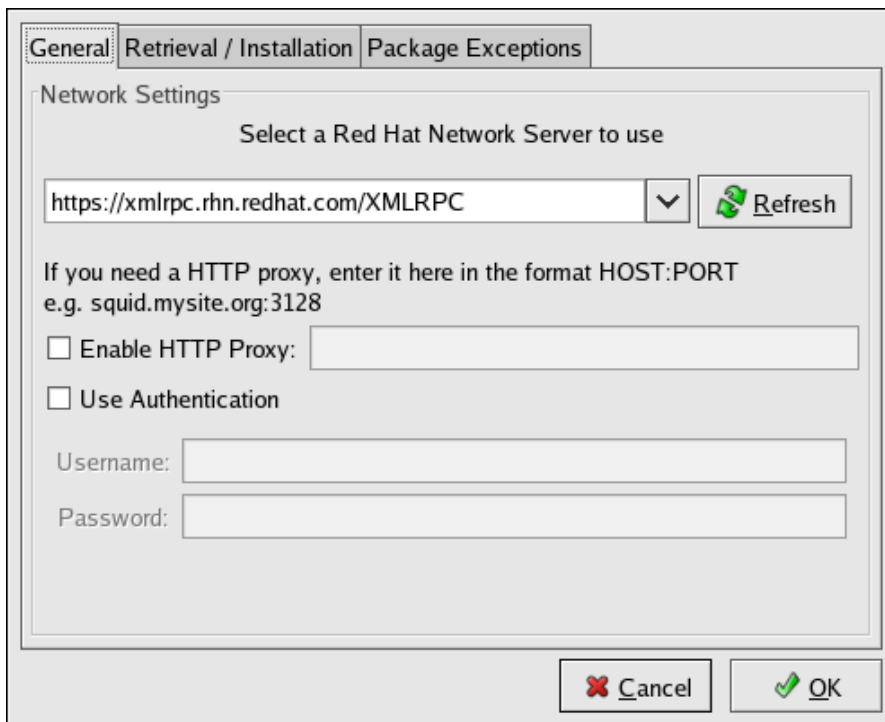 General Retrieval / Installation Package Exceptions
Network Settings
Select a Red Hat Network Server to use
https://xmlrpc.rhn.redhat.com/XMLRPC Refresh
If you need a HTTP proxy, enter it here in the format HOST:PORT
e.g. squid.mysite.org:3128
Enable HTTP Proxy:
Use Authentication
Username:
Password:
Cancel OK